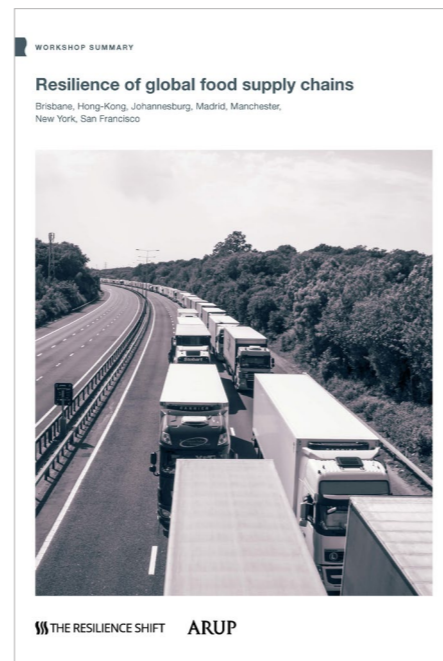 WORKSHOP SUMMARY
Resilience of global food supply chains
Brisbane, Hong-Kong, Johannesburg, Madrid, Manchester,
New York, San Francisco
THE RESILIENCE SHIFT
ARUP